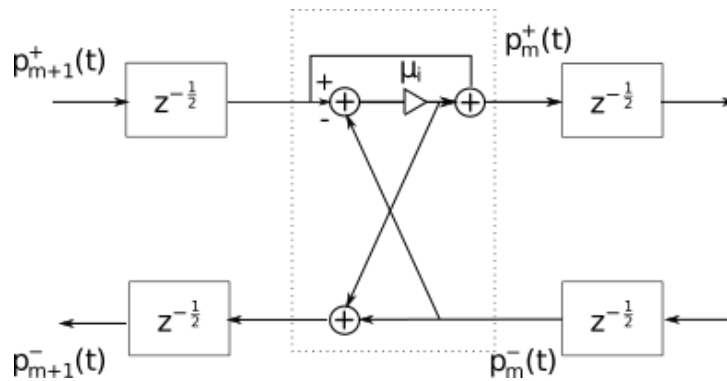 p⁺ₘ₊₁(t)
z^{-1/2}
+
-
+
μᵢ
+
p⁺ₘ(t)
z^{-1/2}
p⁻ₘ₊₁(t)
z^{-1/2}
+
p⁻ₘ(t)
z^{-1/2}